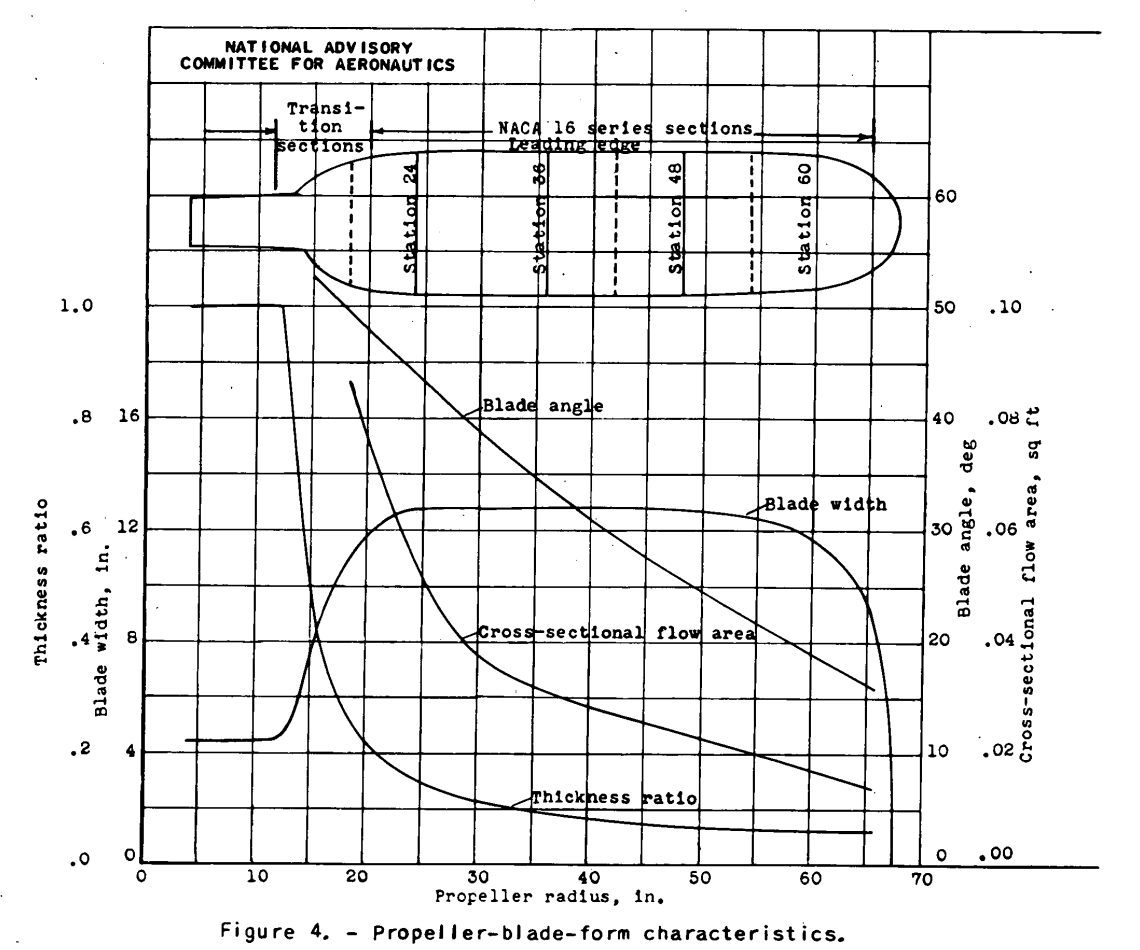 NATIONAL ADVISORY
COMMITTEE FOR AERONAUTICS
Transi-
tion
sections
NACA 16 series sections
Leading edge
Station 24
Station 36
Station 48
Station 60
60
1.0
50
.10
Blade angle
.8
16
40
.08
Blade width
.6
12
30
.06
Thickness ratio
Blade width, in.
Blade angle, deg
Cross-sectional flow area, sq ft
Cross-sectional flow area
.4
8
20
.04
.2
4
10
.02
Thickness ratio
.0
0
0
.00
0 10 20 30 40 50 60 70
Propeller radius, in.
Figure 4. - Propeller-blade-form characteristics.